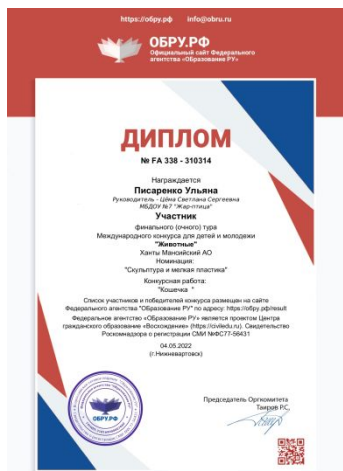 https://обру.рф info@obru.ru
ОБРУ.РФ
Официальный сайт Федерального
агентства «Образование РУ»
ДИПЛОМ
№ FA 338 - 310314
Награждается
Писаренко Ульяна
Руководитель - Цёма Светлана Сергеевна
МБДОУ №7 "Жар-птица"
Участник
финального (очного) тура
Международного конкурса для детей и молодежи
"Животные"
Ханты Мансийский АО
Номинация:
"Скульптура и мелкая пластика"
Конкурсная работа:
"Кошечка "
Список участников и победителей конкурса размещен на сайте
Федерального агентства "Образование РУ" по адресу: https://обру.рф/result
Федеральное агентство «Образование РУ» является проектом Центра
гражданского образование «Восхождение» (https://civiledu.ru). Свидетельство
Роскомнадзора о регистрации СМИ №ФС77-56431
04.05.2022
(г.Нижневартовск)
Председатель Оргкомитета
Таиров Р.С.
ОБРУ.РФ